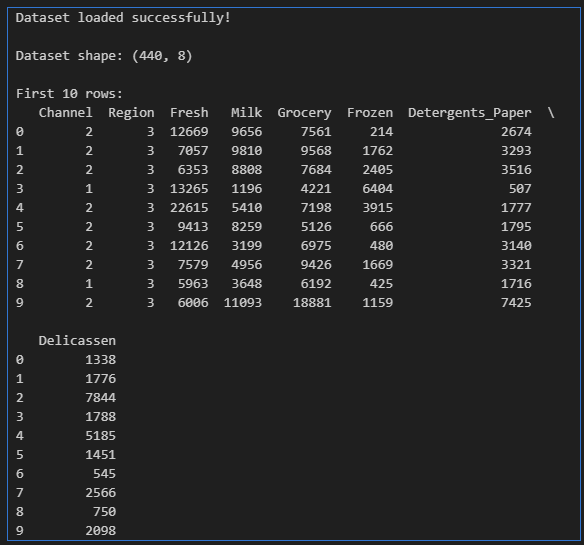 Dataset loaded successfully!
Dataset shape: (440, 8)
First 10 rows:
   Channel  Region  Fresh   Milk  Grocery  Frozen  Detergents_Paper  \
0        2       3  12669   9656     7561     214              2674
1        2       3   7057   9810     9568    1762              3293
2        2       3   6353   8808     7684    2405              3516
3        1       3  13265   1196     4221    6404               507
4        2       3  22615   5410     7198    3915              1777
5        2       3   9413   8259     5126     666              1795
6        2       3  12126   3199     6975     480              3140
7        2       3   7579   4956     9426    1669              3321
8        1       3   5963   3648     6192     425              1716
9        2       3   6006  11093    18881    1159              7425
   Delicassen
0        1338
1        1776
2        7844
3        1788
4        5185
5        1451
6         545
7        2566
8         750
9        2098